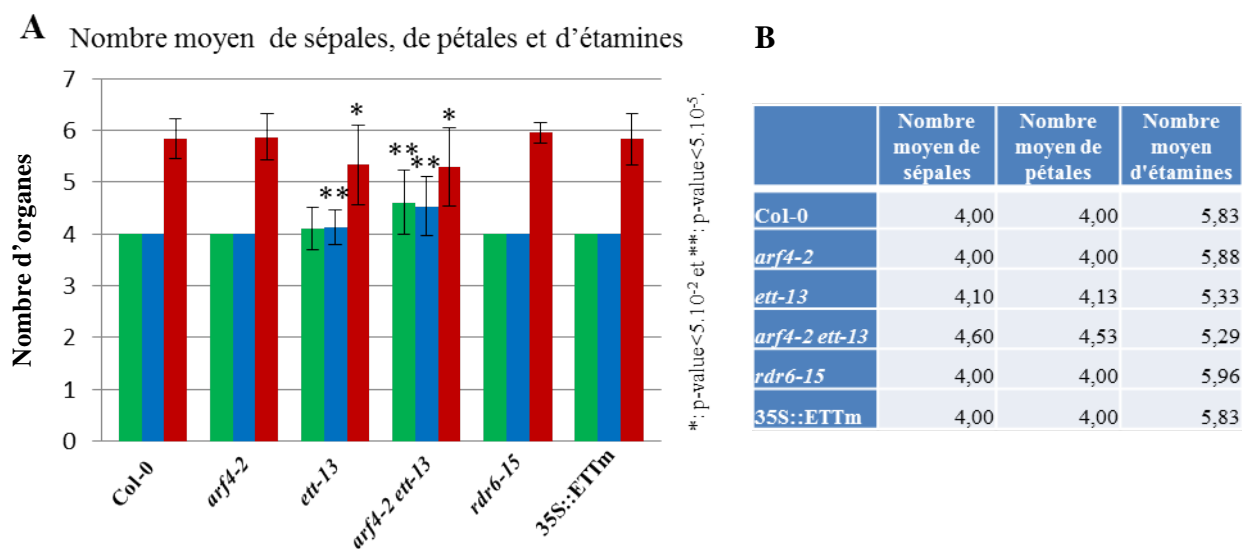 A
Nombre moyen de sépales, de pétales et d'étamines
Nombre d'organes
7
6
5
4
3
2
1
0
*
**
**
**
*
Col-0
arf4-2
ett-13
arf4-2 ett-13
rdr6-15
35S::ETTm
*: p-value<5.10-2 et **: p-value<5.10-5.
B
Nombre moyen de sépales
Nombre moyen de pétales
Nombre moyen d'étamines
Col-0 4,00 4,00 5,83
arf4-2 4,00 4,00 5,88
ett-13 4,10 4,13 5,33
arf4-2 ett-13 4,60 4,53 5,29
rdr6-15 4,00 4,00 5,96
35S::ETTm 4,00 4,00 5,83